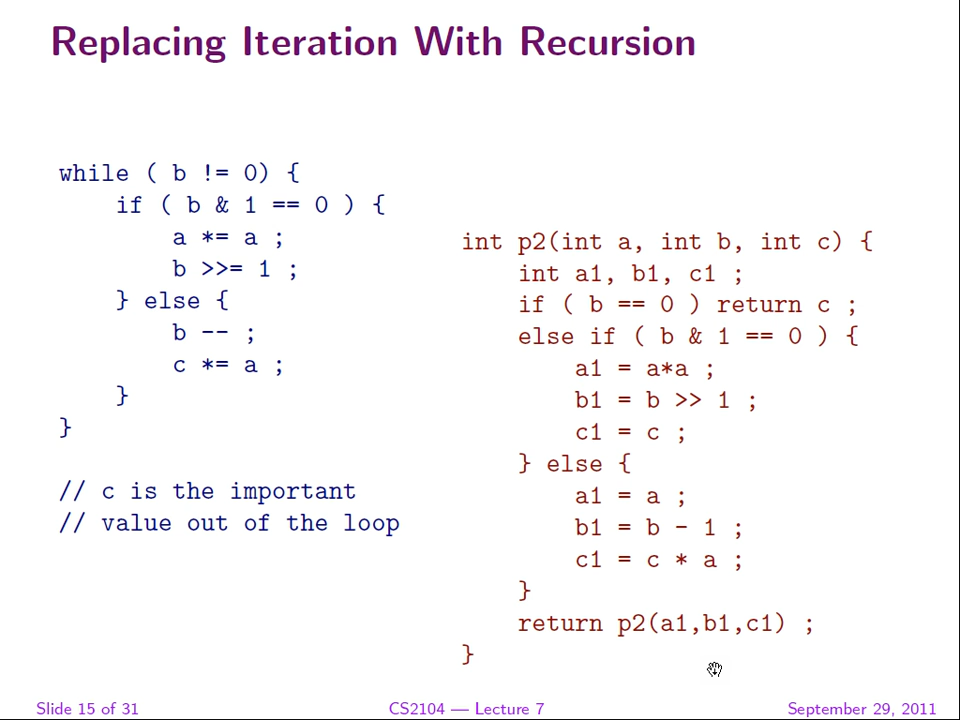 Replacing Iteration With Recursion
while ( b != 0) {
    if ( b & 1 == 0 ) {
        a *= a ;
        b >>= 1 ;
    } else {
        b -- ;
        c *= a ;
    }
}
// c is the important
// value out of the loop
int p2(int a, int b, int c) {
    int a1, b1, c1 ;
    if ( b == 0 ) return c ;
    else if ( b & 1 == 0 ) {
        a1 = a*a ;
        b1 = b >> 1 ;
        c1 = c ;
    } else {
        a1 = a ;
        b1 = b - 1 ;
        c1 = c * a ;
    }
    return p2(a1,b1,c1) ;
}
Slide 15 of 31 CS2104 — Lecture 7 September 29, 2011